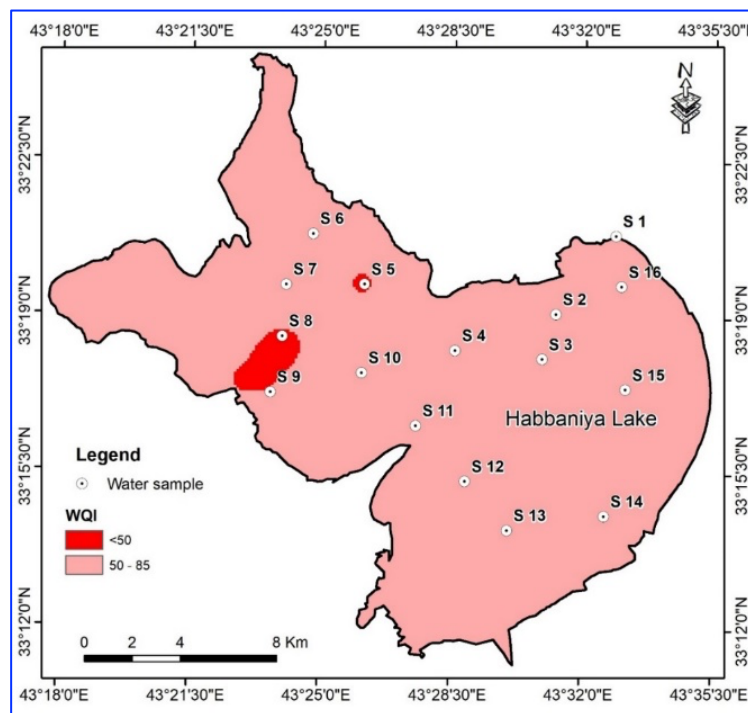 43°18'0"E 43°21'30"E 43°25'0"E 43°28'30"E 43°32'0"E 43°35'30"E
N
33°22'30"N 33°22'30"N
S 1
S 6
S 7 S 5 S 16
S 2
33°19'0"N 33°19'0"N
S 8
S 4 S 3
S 9 S 10 S 15
S 11 Habbaniya Lake
Legend
Water sample
33°15'30"N 33°15'30"N
S 12
S 13 S 14
WQI
<50
50 - 85
33°12'0"N 33°12'0"N
0 2 4 8 Km
43°18'0"E 43°21'30"E 43°25'0"E 43°28'30"E 43°32'0"E 43°35'30"E